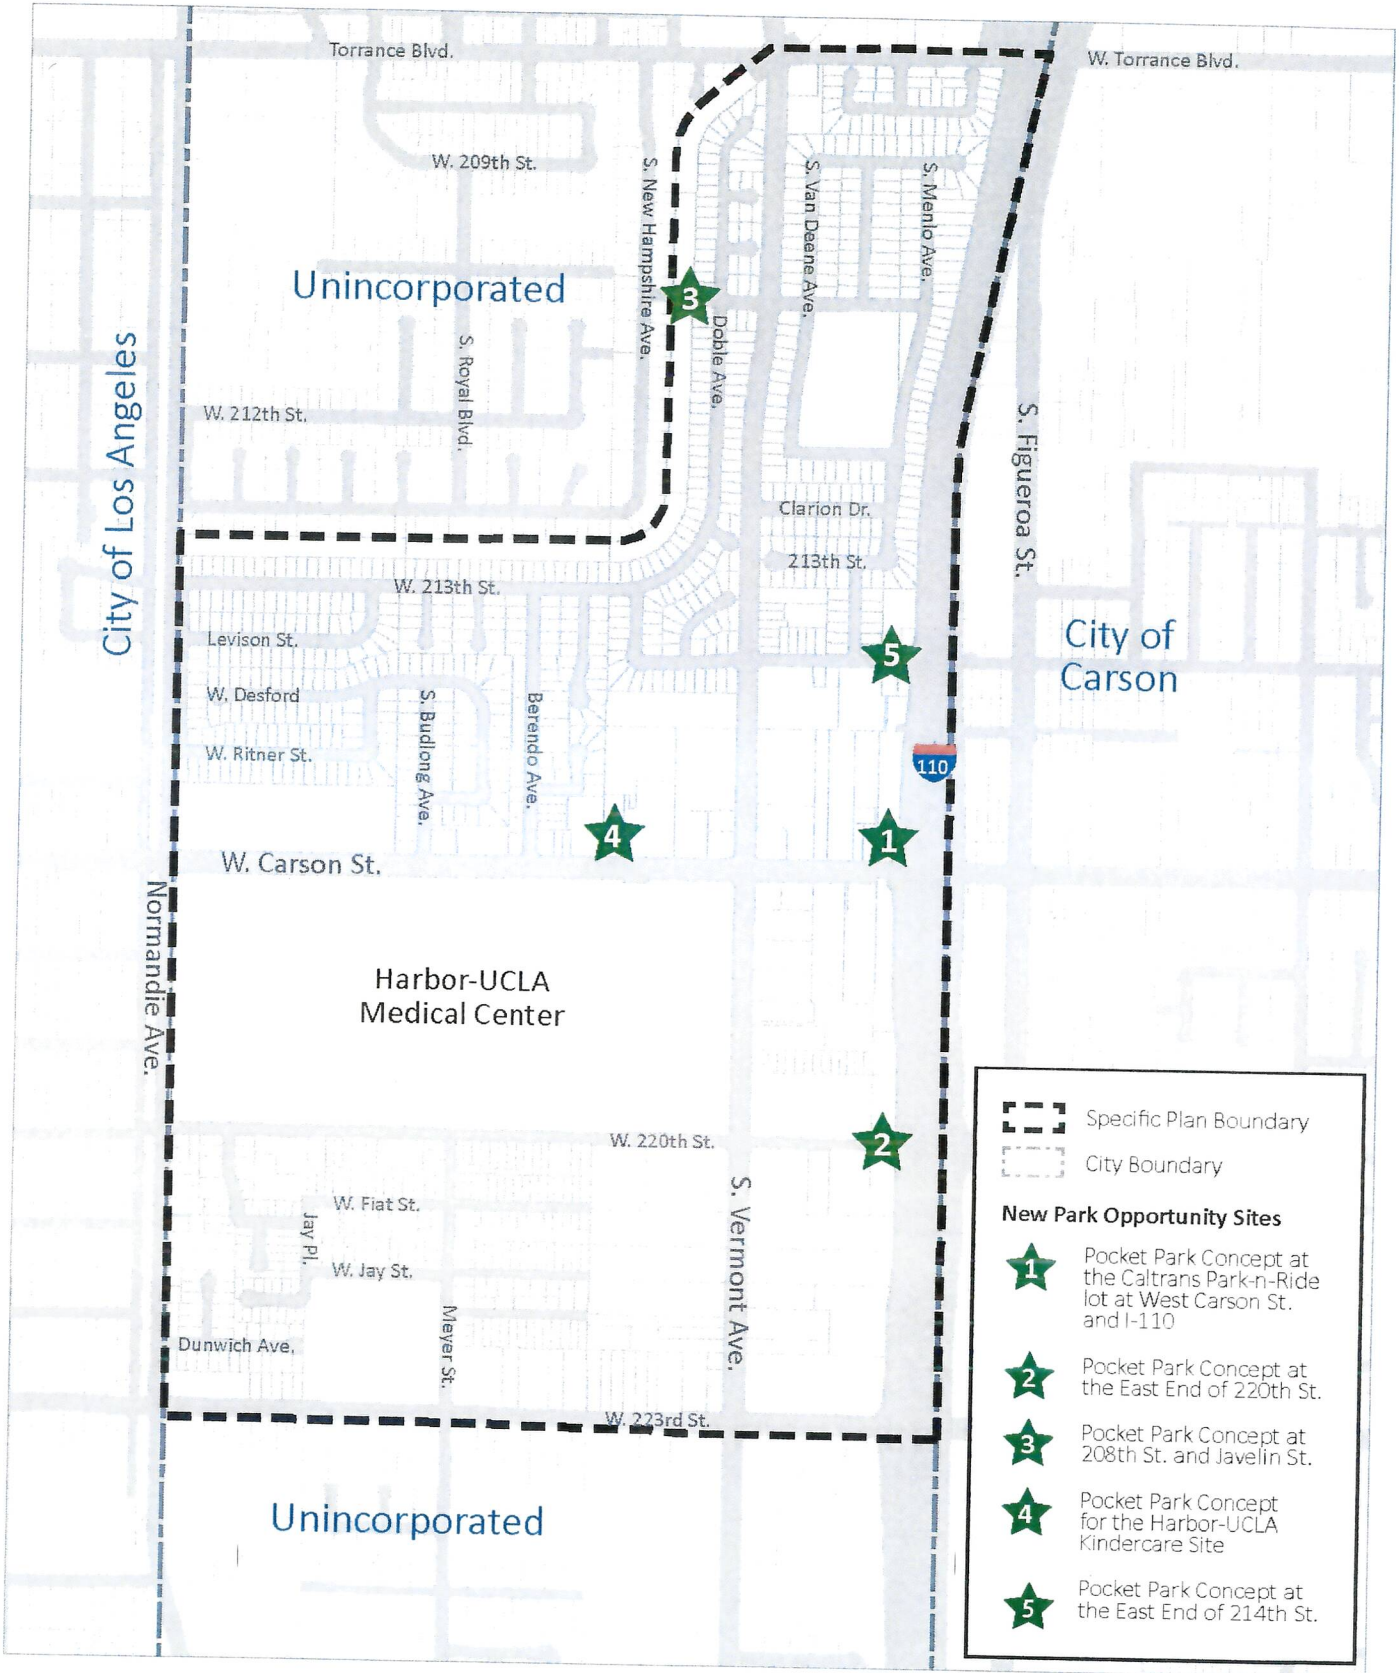 Torrance Blvd.
W. Torrance Blvd.
W. 209th St.
S. New Hampshire Ave.
S. Van Deene Ave.
S. Menlo Ave.
Unincorporated
3
Doble Ave.
S. Royal Blvd.
City of Los Angeles
W. 212th St.
S. Figueroa St.
Clarion Dr.
213th St.
W. 213th St.
Levison St.
City of
Carson
5
W. Desford
S. Budlong Ave.
Berendo Ave.
W. Ritner St.
110
4
1
W. Carson St.
Normandie Ave.
Harbor-UCLA
Medical Center
W. 220th St.
2
S. Vermont Ave.
W. Fiat St.
Jay Pl.
W. Jay St.
Meyer St.
Dunwich Ave.
W. 223rd St.
Unincorporated
Specific Plan Boundary
City Boundary
New Park Opportunity Sites
1
Pocket Park Concept at
the Caltrans Park-n-Ride
lot at West Carson St.
and I-110
2
Pocket Park Concept at
the East End of 220th St.
3
Pocket Park Concept at
208th St. and Javelin St.
4
Pocket Park Concept
for the Harbor-UCLA
Kindercare Site
5
Pocket Park Concept at
the East End of 214th St.